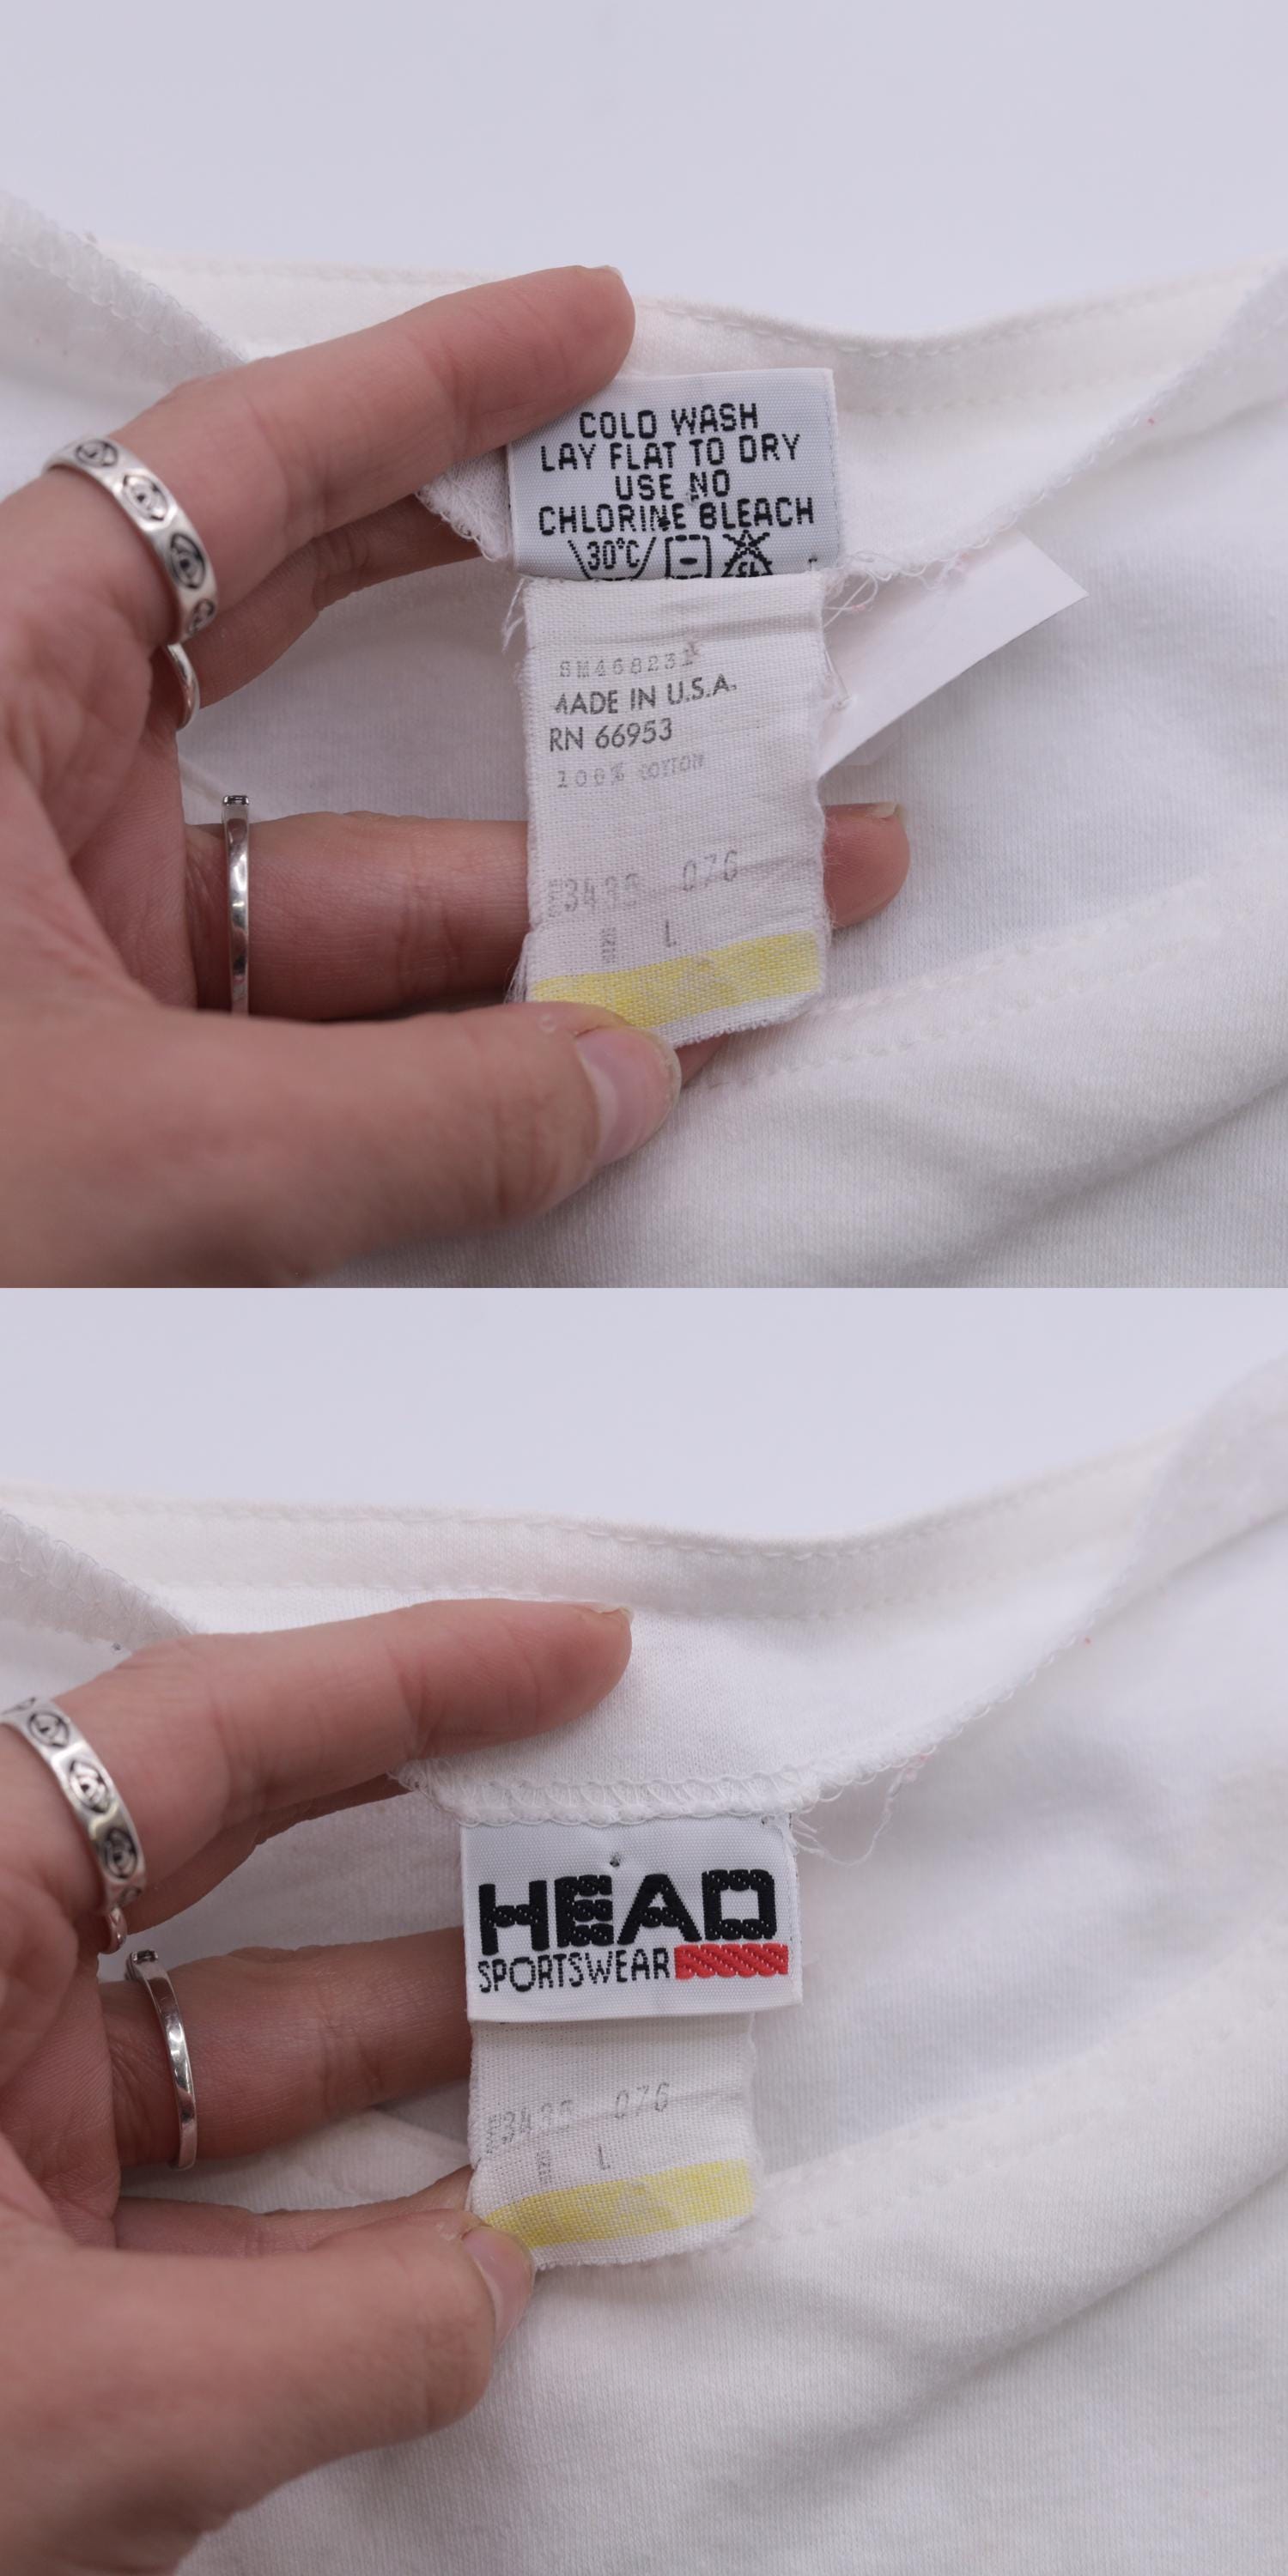 COLD WASH
LAY FLAT TO DRY
USE NO
CHLORINE BLEACH
30°C
MADE IN U.S.A.
RN 66953
100% COTTON
076
L
HEAD
SPORTSWEAR
076
L